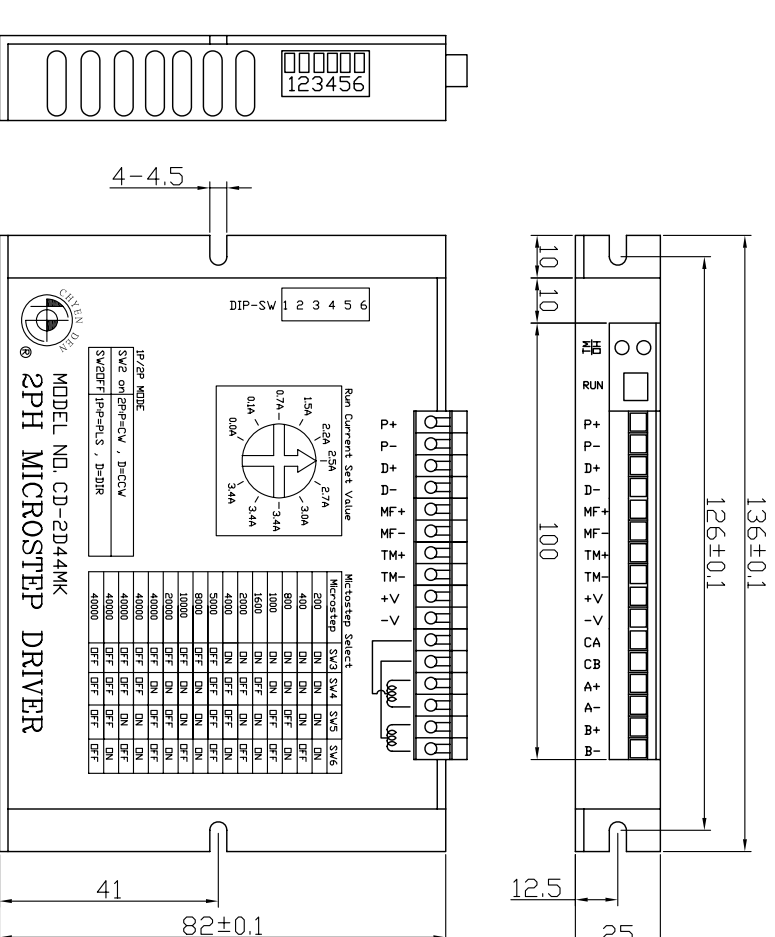 123456
4-4.5
DIP-SW 1 2 3 4 5 6
CHYEN DEN
®
2PH MICROSTEP DRIVER
MODEL NO. CD-2D44MK
1P/2P MODE
SW2 on 2P:P=CW , D=CCW
SW2OFF 1P:P=PLS , D=DIR
Run Current Set Value
0.0A
0.1A
0.7A
1.5A
2.2A
2.5A
2.7A
3.0A
3.4A
3.4A
3.4A
Mictostep Select
Microstep SW3 SW4 SW5 SW6
200 ON ON ON ON
400 ON ON ON OFF
800 ON ON OFF ON
1000 ON ON OFF OFF
1600 ON OFF ON ON
2000 ON OFF ON OFF
4000 ON OFF OFF ON
5000 ON OFF OFF OFF
8000 OFF ON ON ON
10000 OFF ON ON OFF
20000 OFF ON OFF ON
40000 OFF ON OFF OFF
40000 OFF OFF ON ON
40000 OFF OFF ON OFF
40000 OFF OFF OFF ON
40000 OFF OFF OFF OFF
P+
P-
D+
D-
MF+
MF-
TM+
TM-
+V
-V
41
82±0.1
10
10
100
TM
OH
RUN
P+
P-
D+
D-
MF+
MF-
TM+
TM-
+V
-V
CA
CB
A+
A-
B+
B-
126±0.1
136±0.1
12.5
25